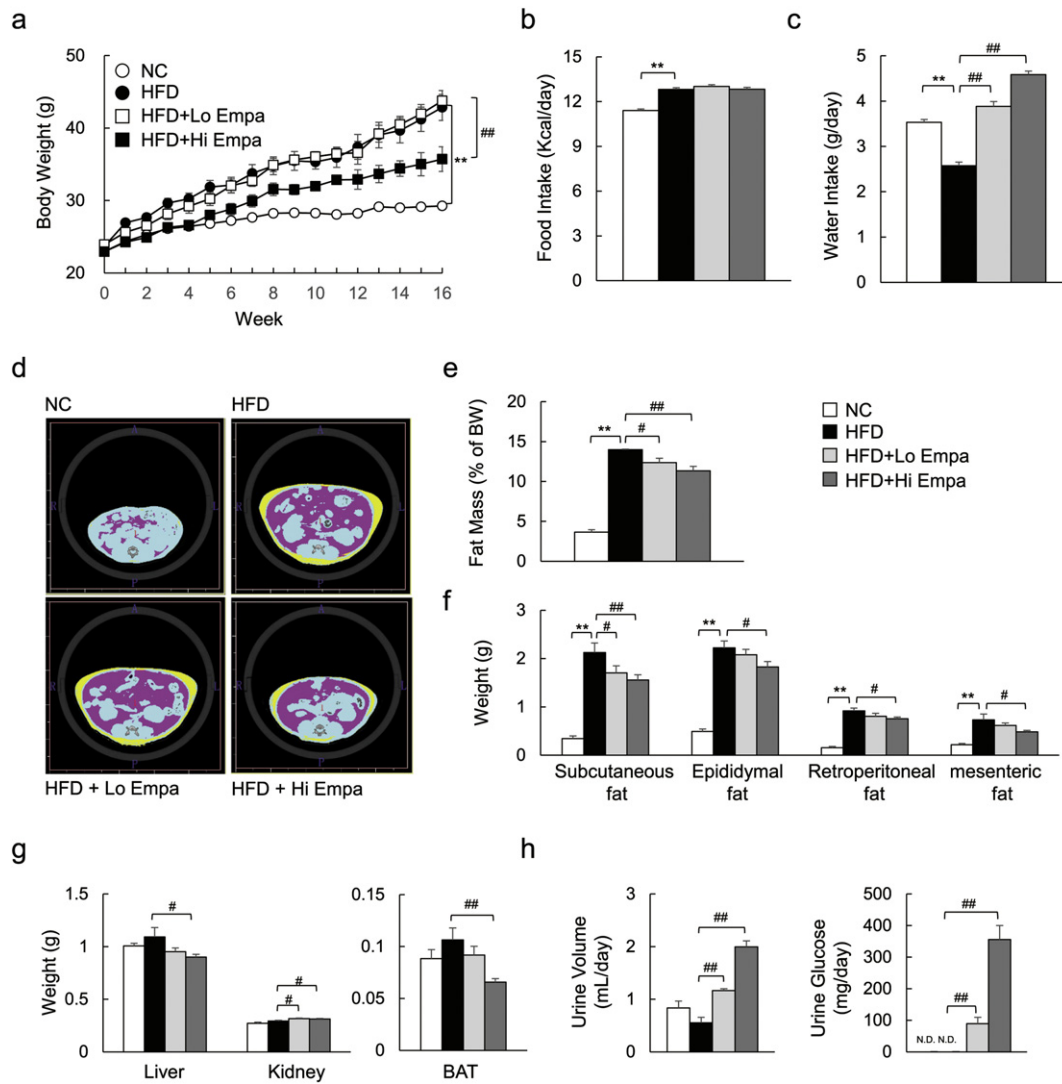 a
Body Weight (g)
50
40
30
20
NC
HFD
HFD+Lo Empa
HFD+Hi Empa
##
**
0 2 4 6 8 10 12 14 16
Week
b
Food Intake (Kcal/day)
15
12
9
6
3
0
**
c
Water Intake (g/day)
5
4
3
2
1
0
**
##
##
d
NC HFD
A A
R L R L
P P
A A
R L R L
P P
HFD + Lo Empa HFD + Hi Empa
e
Fat Mass (% of BW)
20
15
10
5
0
**
#
##
NC
HFD
HFD+Lo Empa
HFD+Hi Empa
f
Weight (g)
3
2
1
0
** # ##
** #
** #
** #
Subcutaneous fat
Epididymal fat
Retroperitoneal fat
mesenteric fat
g
Weight (g)
1.5
1
0.5
0
#
# #
Liver Kidney
0.15
0.1
0.05
0
##
BAT
h
Urine Volume (mL/day)
3
2
1
0
##
##
Urine Glucose (mg/day)
500
400
300
200
100
0
##
##
N.D. N.D.